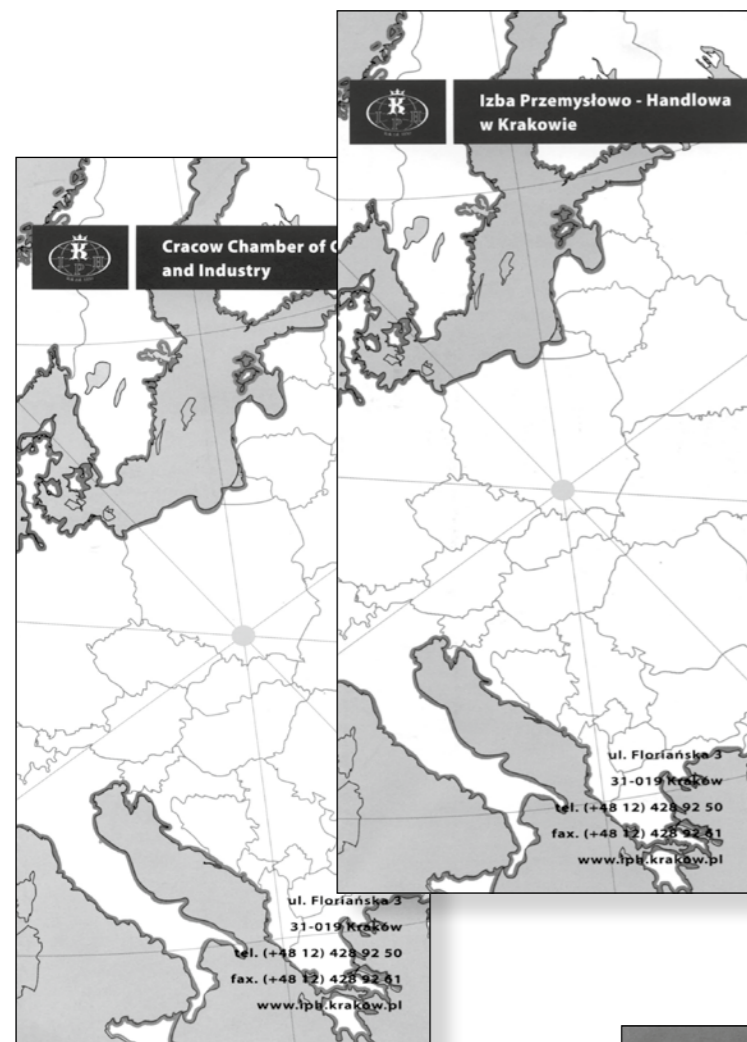 Izba Przemysłowo - Handlowa
w Krakowie
ul. Floriańska 3
31-019 Kraków
tel. (+48 12) 428 92 50
fax. (+48 12) 428 92 61
www.iph.krakow.pl
Cracow Chamber of
and Industry
ul. Floriańska 3
31-019 Kraków
tel. (+48 12) 428 92 50
fax. (+48 12) 428 92 61
www.iph.krakow.pl